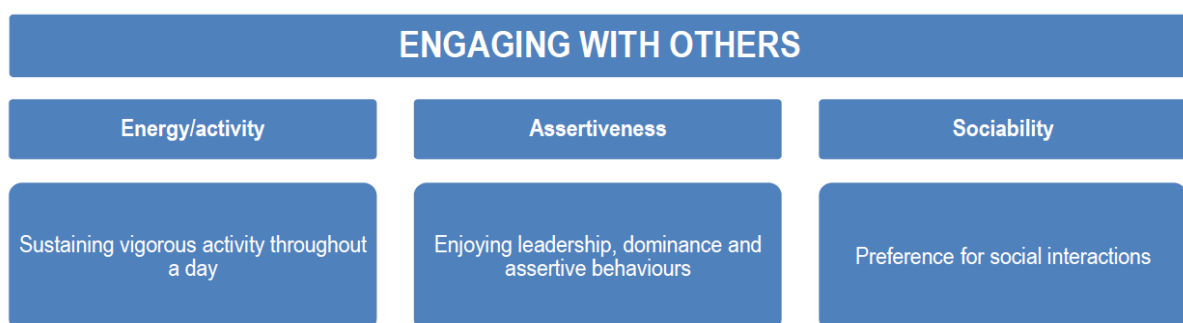 ENGAGING WITH OTHERS
Energy/activity
Assertiveness
Sociability
Sustaining vigorous activity throughout
a day
Enjoying leadership, dominance and
assertive behaviours
Preference for social interactions